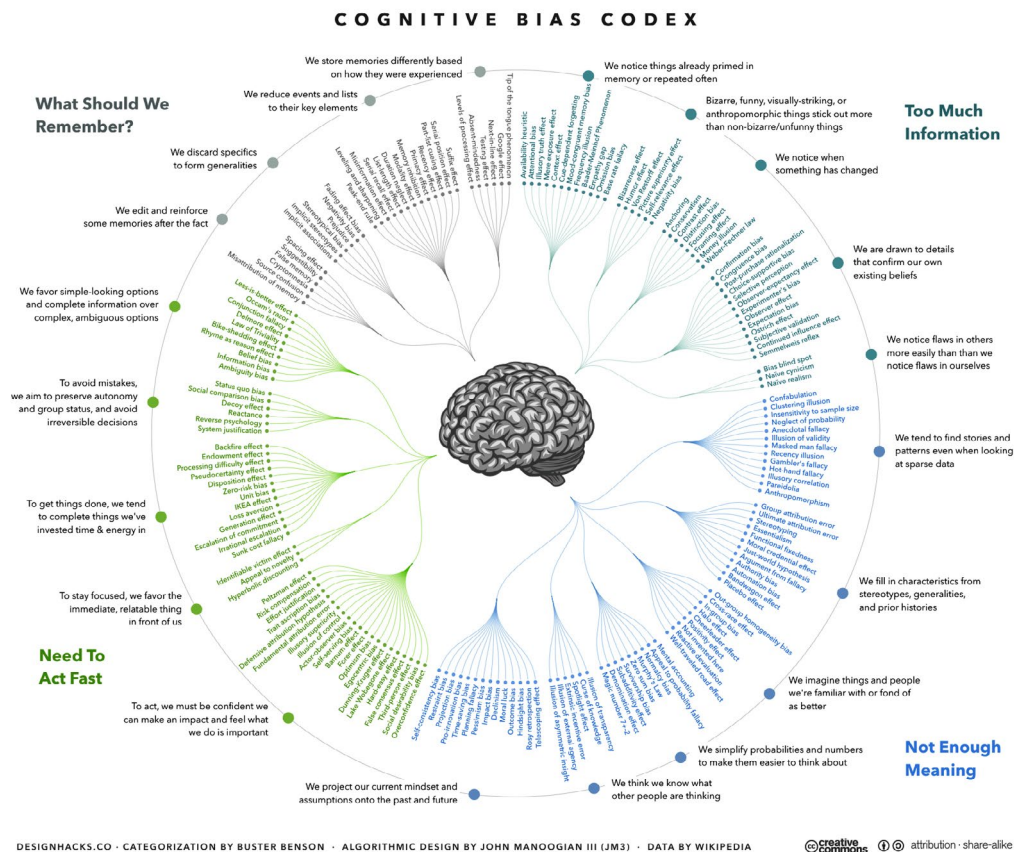 COGNITIVE BIAS CODEX
What Should We
Remember?
We store memories differently based
on how they were experienced
We reduce events and lists
to their key elements
We discard specifics
to form generalities
We edit and reinforce
some memories after the fact
Tip of the tongue phenomenon
Google effect
Next-in-line effect
Testing effect
Absent-mindedness
Levels of processing effect
Suffix effect
Serial position effect
Part-list cueing effect
Recency effect
Primacy effect
Memory inhibition
Modality effect
Duration neglect
List-length effect
Serial recall effect
Misinformation effect
Leveling and sharpening
Peak-end rule
Fading affect bias
Negativity bias
Prejudice
Stereotypical bias
Implicit stereotypes
Implicit associations
Spacing effect
Suggestibility
False memory
Cryptomnesia
Source confusion
Misattribution of memory
Too Much
Information
We notice things already primed in
memory or repeated often
Bizarre, funny, visually-striking, or
anthropomorphic things stick out more
than non-bizarre/unfunny things
We notice when
something has changed
We are drawn to details
that confirm our own
existing beliefs
We notice flaws in others
more easily than than we
notice flaws in ourselves
Availability heuristic
Attentional bias
Illusory truth effect
Mere exposure effect
Context effect
Cue-dependent forgetting
Mood-congruent memory bias
Frequency illusion
Baader-Meinhof Phenomenon
Empathy gap
Omission bias
Base rate fallacy
Bizarreness effect
Humor effect
Von Restorff effect
Picture superiority effect
Self-relevance effect
Negativity bias
Anchoring
Conservatism
Contrast effect
Distinction bias
Focusing effect
Framing effect
Money illusion
Weber-Fechner law
Confirmation bias
Congruence bias
Post-purchase rationalization
Choice-supportive bias
Selective perception
Observer-expectancy effect
Experimenter's bias
Observer effect
Expectation bias
Ostrich effect
Subjective validation
Continued influence effect
Semmelweis reflex
Bias blind spot
Naïve cynicism
Naïve realism
We tend to find stories and
patterns even when looking
at sparse data
We fill in characteristics from
stereotypes, generalities,
and prior histories
We imagine things and people
we're familiar with or fond of
as better
We simplify probabilities and numbers
to make them easier to think about
We think we know what
other people are thinking
We project our current mindset and
assumptions onto the past and future
Not Enough
Meaning
Confabulation
Clustering illusion
Insensitivity to sample size
Neglect of probability
Anecdotal fallacy
Illusion of validity
Masked man fallacy
Recency illusion
Gambler's fallacy
Hot hand fallacy
Illusory correlation
Pareidolia
Anthropomorphism
Group attribution error
Ultimate attribution error
Stereotyping
Essentialism
Functional fixedness
Moral credential effect
Just-world hypothesis
Argument from fallacy
Authority bias
Automation bias
Bandwagon effect
Placebo effect
Out-group homogeneity bias
Cross-race effect
In-group bias
Halo effect
Cheerleader effect
Positivity effect
Not invented here
Reactive devaluation
Well-traveled road effect
Mental accounting
Appeal to probability fallacy
Normalcy bias
Murphy's Law
Zero sum bias
Survivorship bias
Subadditivity effect
Denomination effect
Magic number 7+-2
Illusion of transparency
Curse of knowledge
Spotlight effect
Extrinsic incentive error
Illusion of external agency
Illusion of asymmetric insight
Telescoping effect
Rosy retrospection
Hindsight bias
Outcome bias
Moral luck
Declinism
Impact bias
Pessimism bias
Planning fallacy
Time-saving bias
Pro-innovation bias
Projection bias
Restraint bias
Self-consistency bias
We favor simple-looking options
and complete information over
complex, ambiguous options
To avoid mistakes,
we aim to preserve autonomy
and group status, and avoid
irreversible decisions
To get things done, we tend
to complete things we've
invested time & energy in
To stay focused, we favor the
immediate, relatable thing
in front of us
Need To
Act Fast
To act, we must be confident we
can make an impact and feel what
we do is important
Less-is-better effect
Occam's razor
Conjunction fallacy
Delmore effect
Law of Triviality
Bike-shedding effect
Rhyme as reason effect
Belief bias
Information bias
Ambiguity bias
Status quo bias
Social comparison bias
Decoy effect
Reactance
Reverse psychology
System justification
Backfire effect
Endowment effect
Processing difficulty effect
Pseudocertainty effect
Disposition effect
Zero-risk bias
Unit bias
IKEA effect
Loss aversion
Generation effect
Escalation of commitment
Irrational escalation
Sunk cost fallacy
Identifiable victim effect
Appeal to novelty
Hyperbolic discounting
Peltzman effect
Risk compensation
Effort justification
Trait ascription bias
Defensive attribution hypothesis
Fundamental attribution error
Illusory superiority
Illusion of control
Actor-observer bias
Self-serving bias
Barnum effect
Forer effect
Optimism bias
Egocentric bias
Dunning-Kruger effect
Lake Wobegone effect
Hard-easy effect
False consensus effect
Third-person effect
Social desirability bias
Overconfidence effect
DESIGNHACKS.CO · CATEGORIZATION BY BUSTER BENSON · ALGORITHMIC DESIGN BY JOHN MANOOGIAN III (JM3) · DATA BY WIKIPEDIA
creative commons
attribution · share-alike